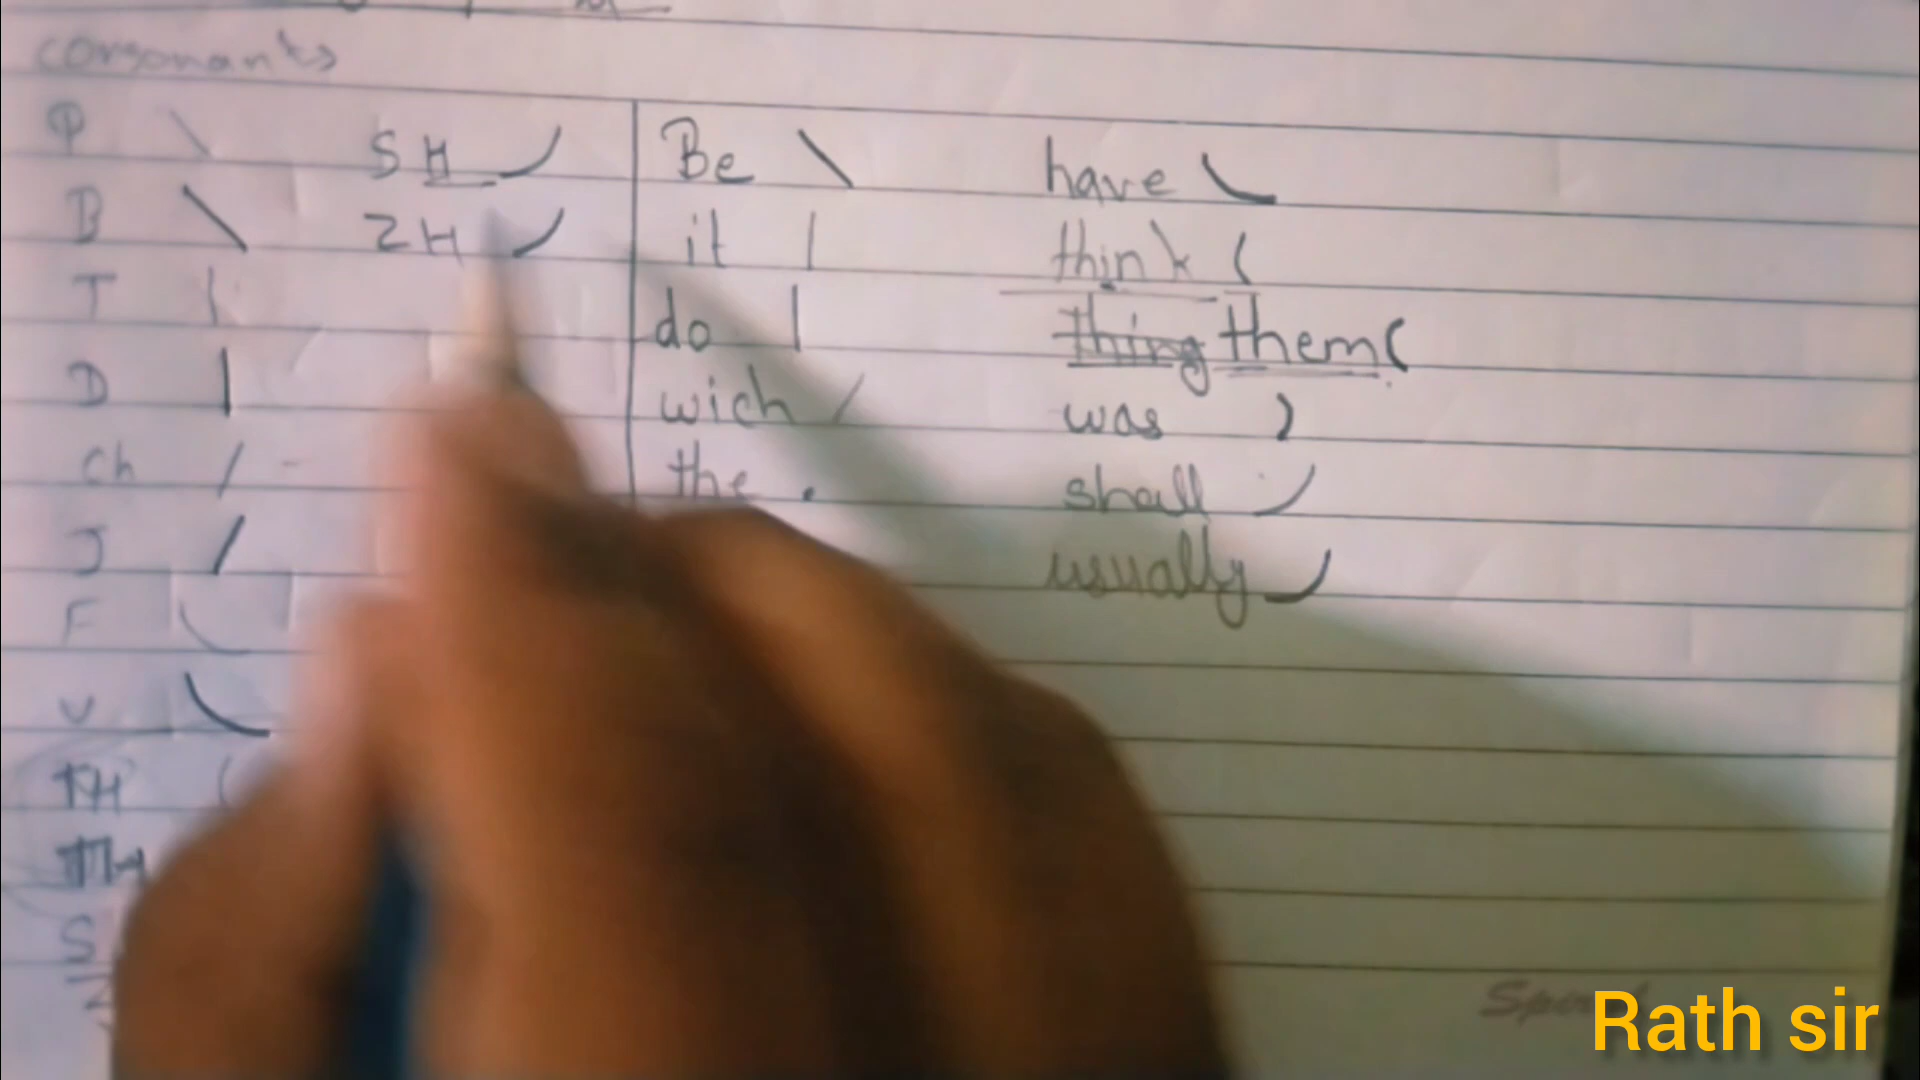 consonants
P \ SH Be \ have
B \ ZH it | think (
T | do | thing them (
D | wich / was )
Ch / - the . shall
J / usually
F
V
TH (
S
Rath sir